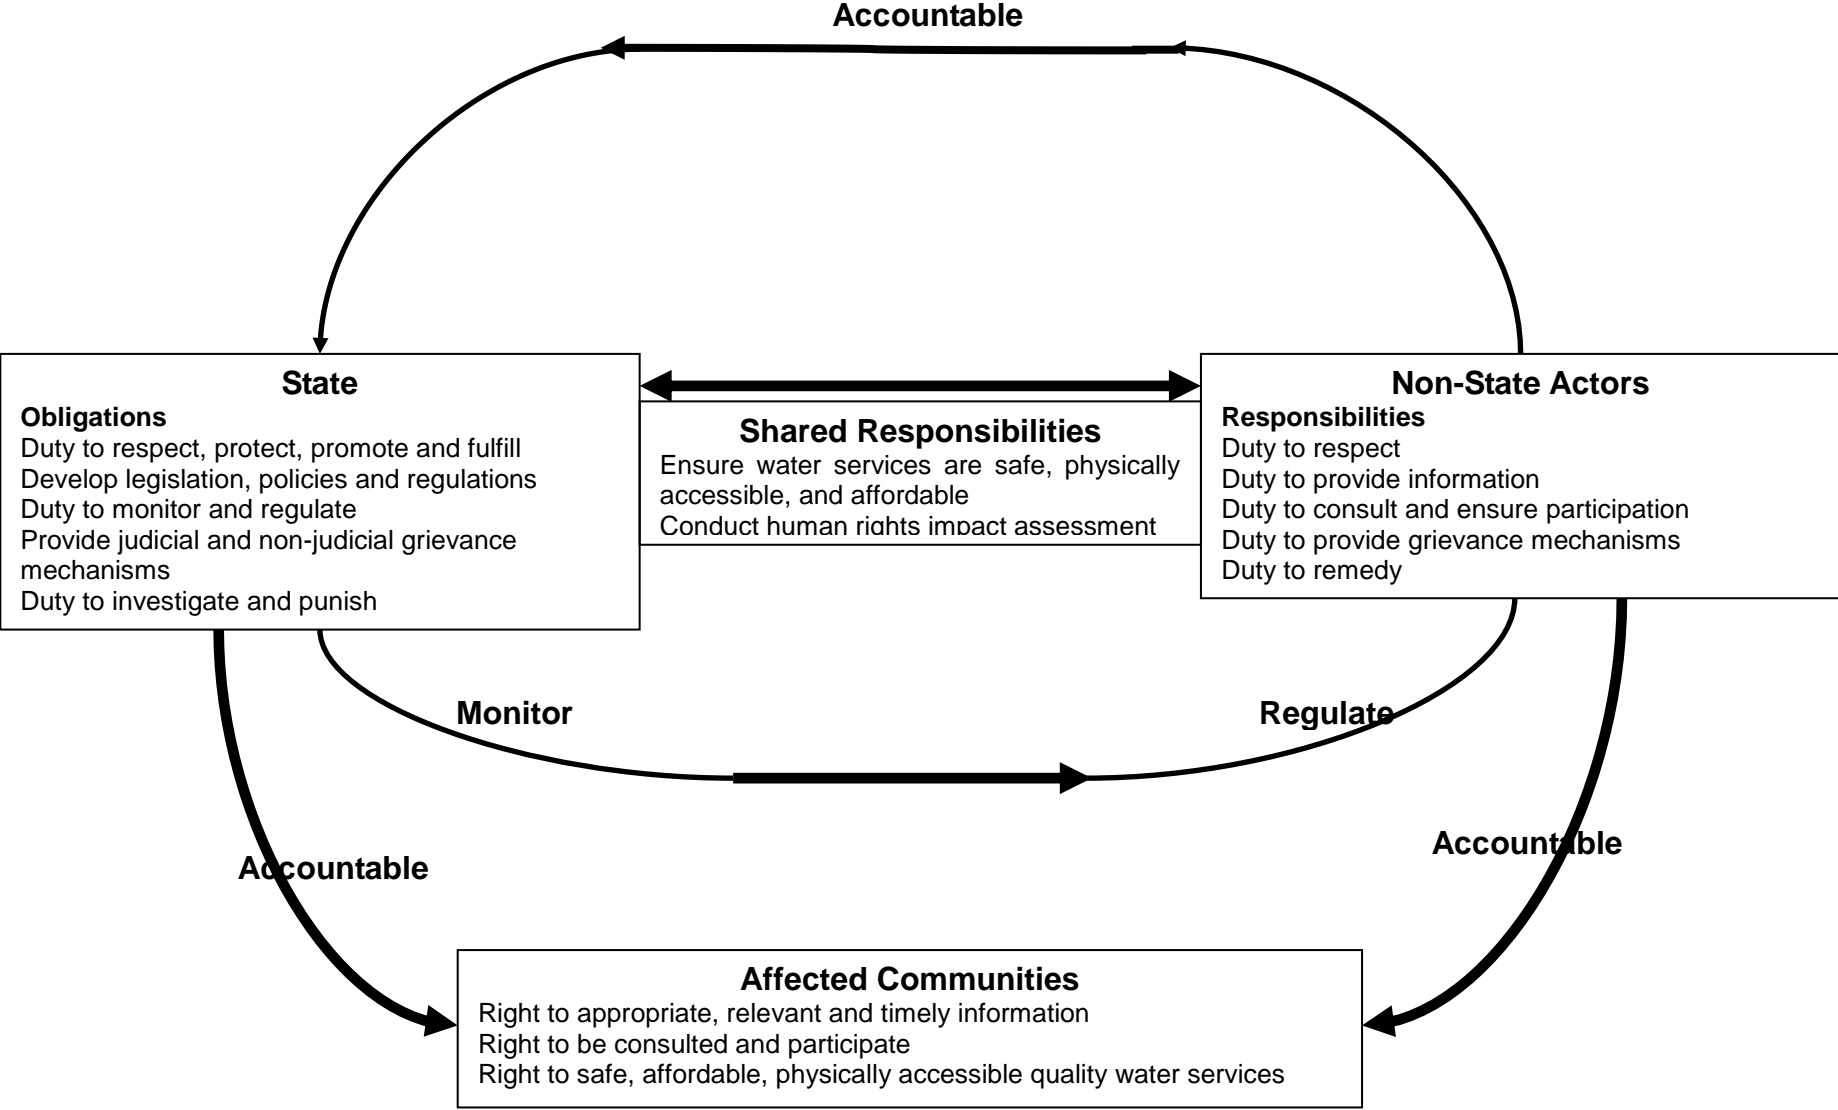 Accountable
State
Obligations
Duty to respect, protect, promote and fulfill
Develop legislation, policies and regulations
Duty to monitor and regulate
Provide judicial and non-judicial grievance
mechanisms
Duty to investigate and punish
Shared Responsibilities
Ensure water services are safe, physically
accessible, and affordable
Conduct human rights impact assessment
Non-State Actors
Responsibilities
Duty to respect
Duty to provide information
Duty to consult and ensure participation
Duty to provide grievance mechanisms
Duty to remedy
Monitor
Regulate
Accountable
Accountable
Affected Communities
Right to appropriate, relevant and timely information
Right to be consulted and participate
Right to safe, affordable, physically accessible quality water services